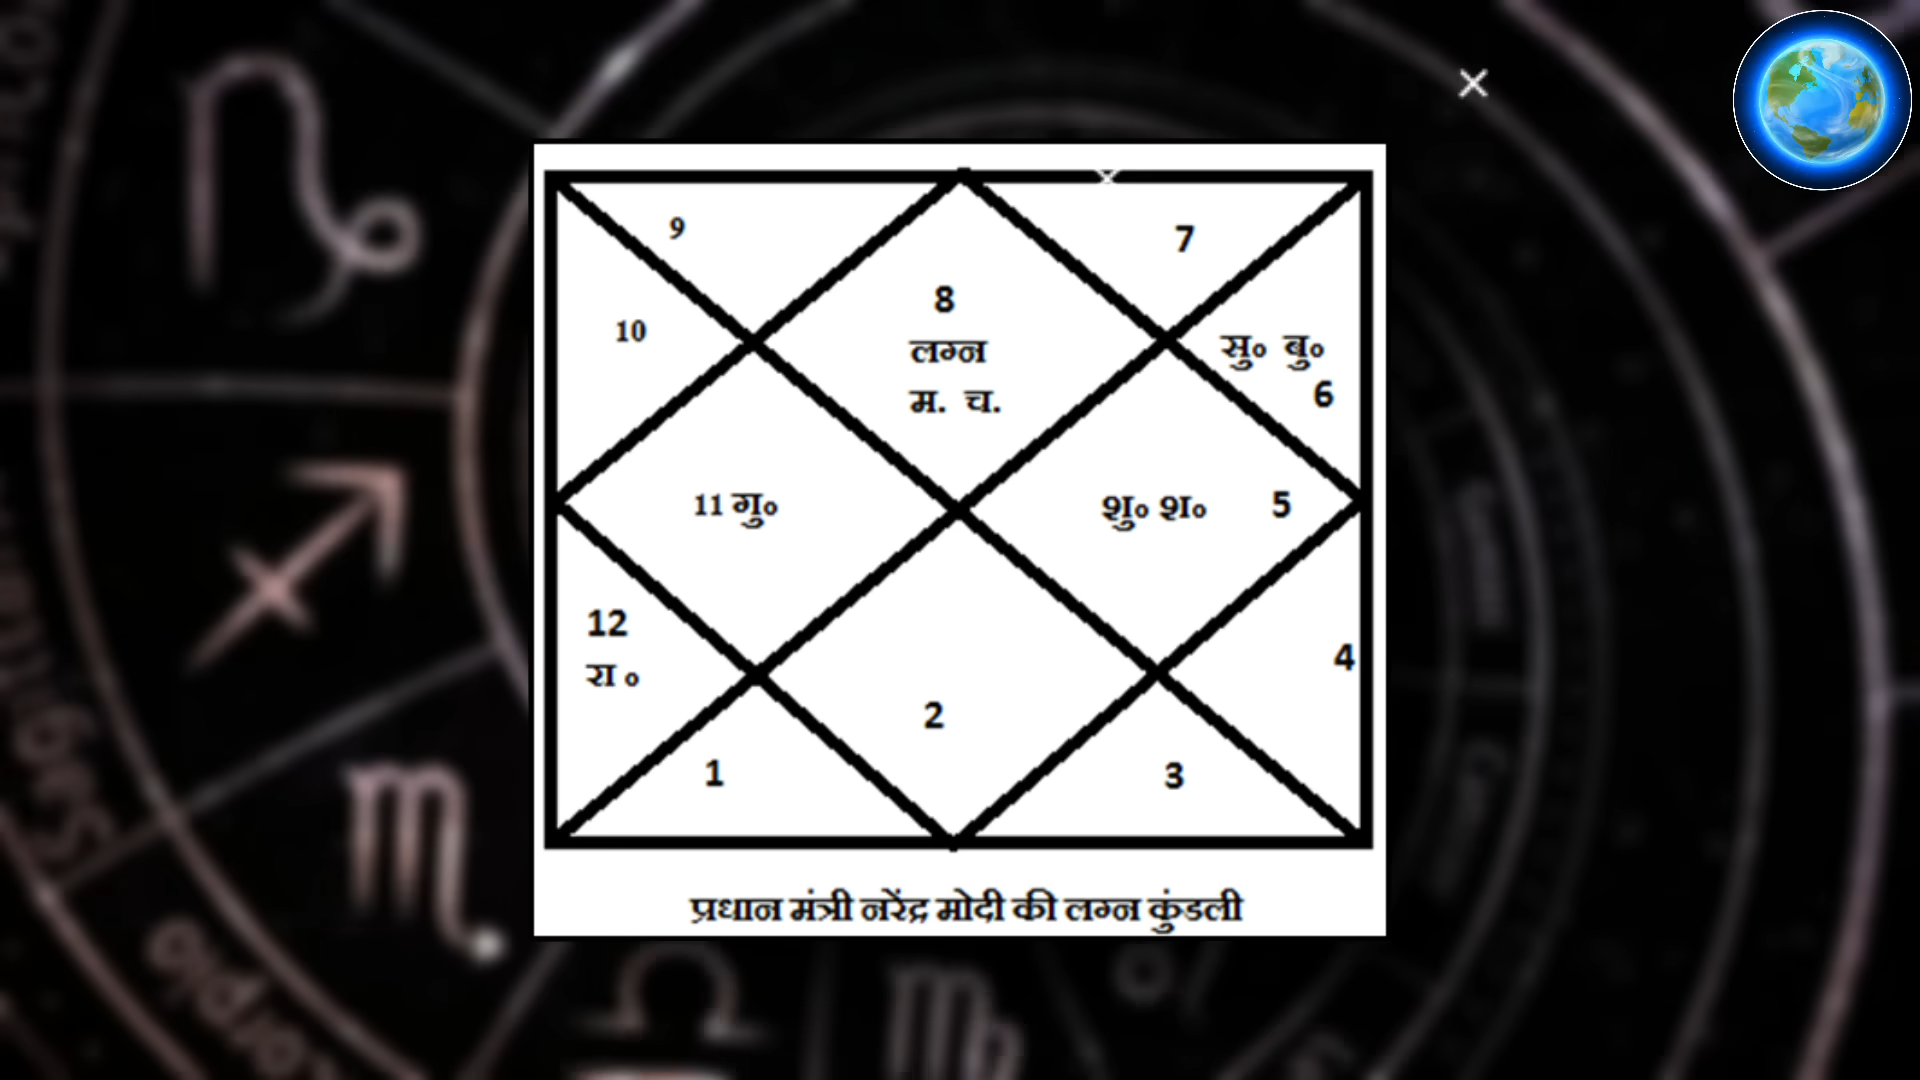 9
7
8
लग्न
म. च.
10
सु० बु०
6
11 गु०
शु० श०
5
12
रा०
4
2
1
3
प्रधान मंत्री नरेंद्र मोदी की लग्न कुंडली